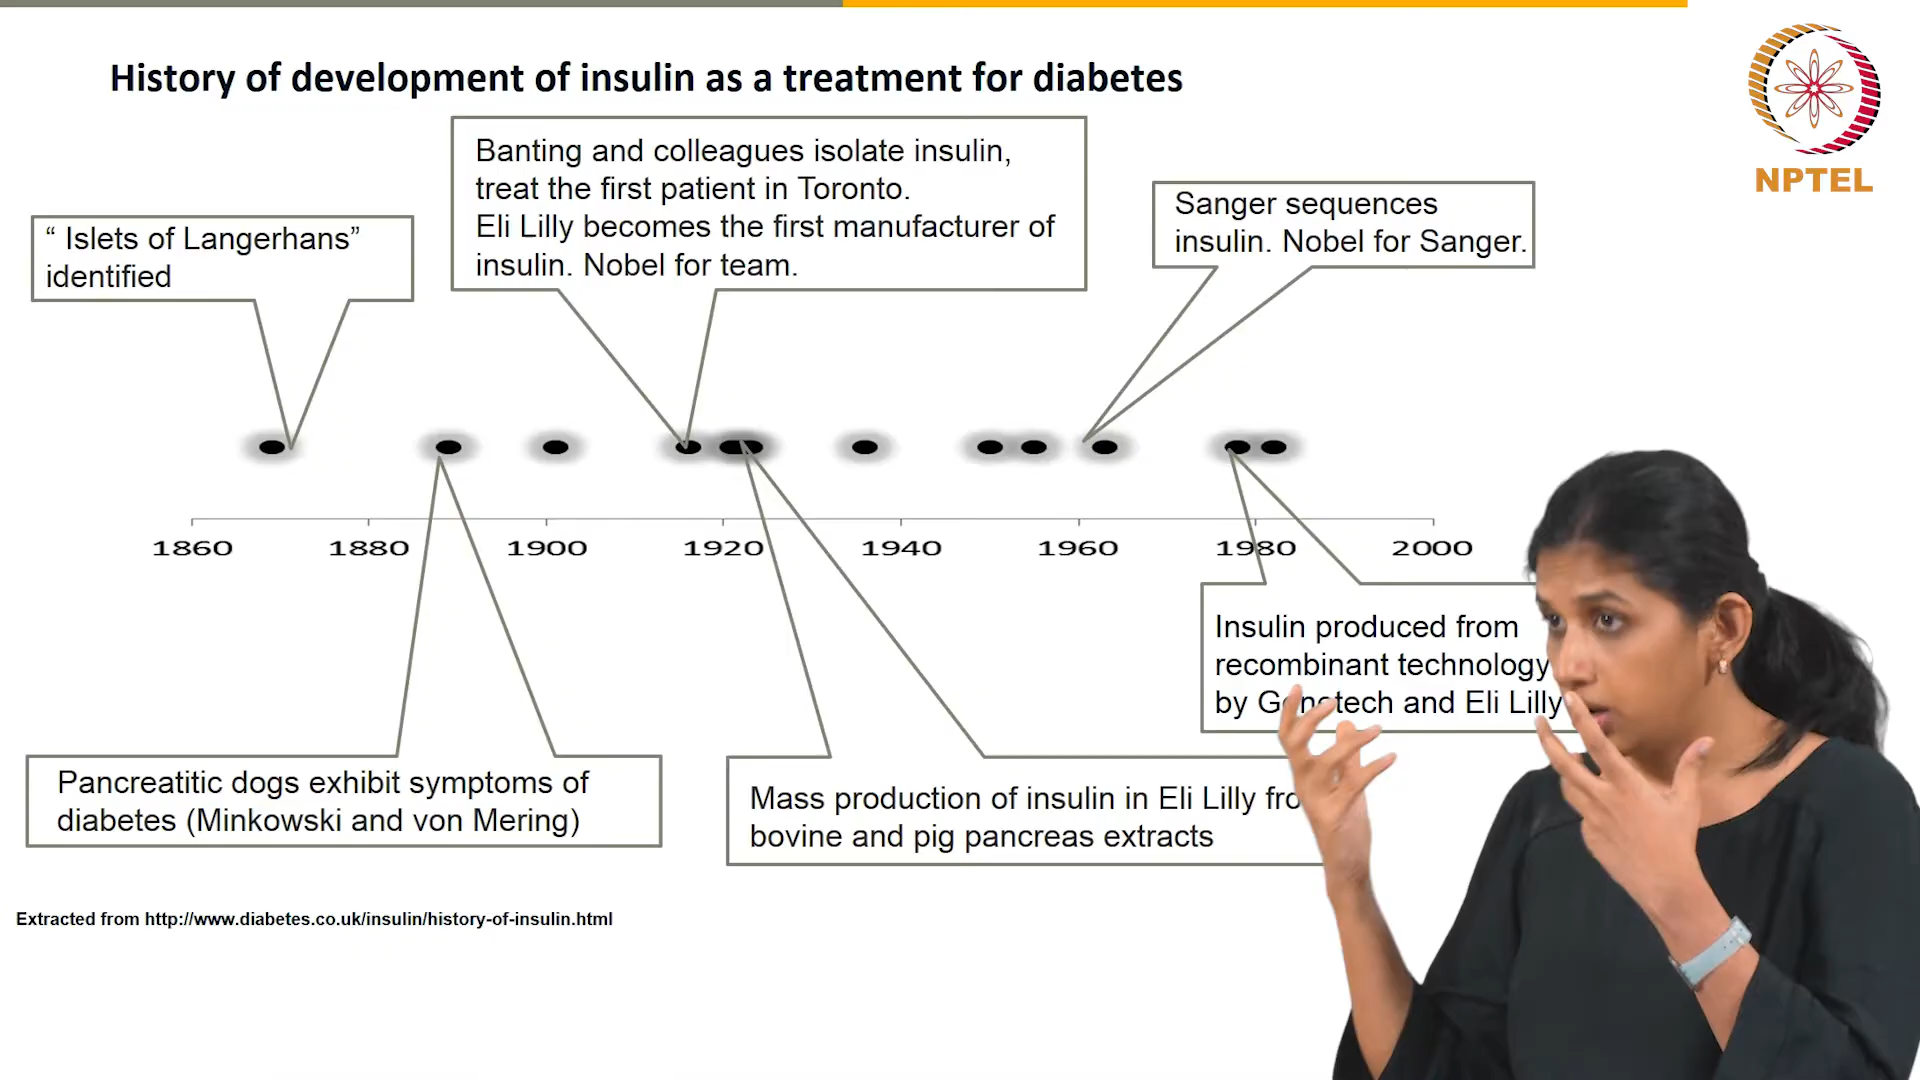 History of development of insulin as a treatment for diabetes
NPTEL
“ Islets of Langerhans”
identified
Banting and colleagues isolate insulin,
treat the first patient in Toronto.
Eli Lilly becomes the first manufacturer of
insulin. Nobel for team.
Sanger sequences
insulin. Nobel for Sanger.
1860 1880 1900 1920 1940 1960 1980 2000
Insulin produced from
recombinant technology
by and Eli Lilly
Pancreatitic dogs exhibit symptoms of
diabetes (Minkowski and von Mering)
Mass production of insulin in Eli Lilly
bovine and pig pancreas extracts
Extracted from http://www.diabetes.co.uk/insulin/history-of-insulin.html